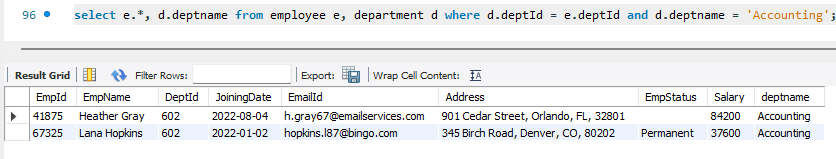 96 select e.*, d.deptname from employee e, department d where d.deptId = e.deptId and d.deptname = 'Accounting';
Result Grid Filter Rows: Export: Wrap Cell Content:
EmpId EmpName DeptId JoiningDate EmailId Address EmpStatus Salary deptname
41875 Heather Gray 602 2022-08-04 h.gray67@emailservices.com 901 Cedar Street, Orlando, FL, 32801 84200 Accounting
67325 Lana Hopkins 602 2022-01-02 hopkins.l87@bingo.com 345 Birch Road, Denver, CO, 80202 Permanent 37600 Accounting